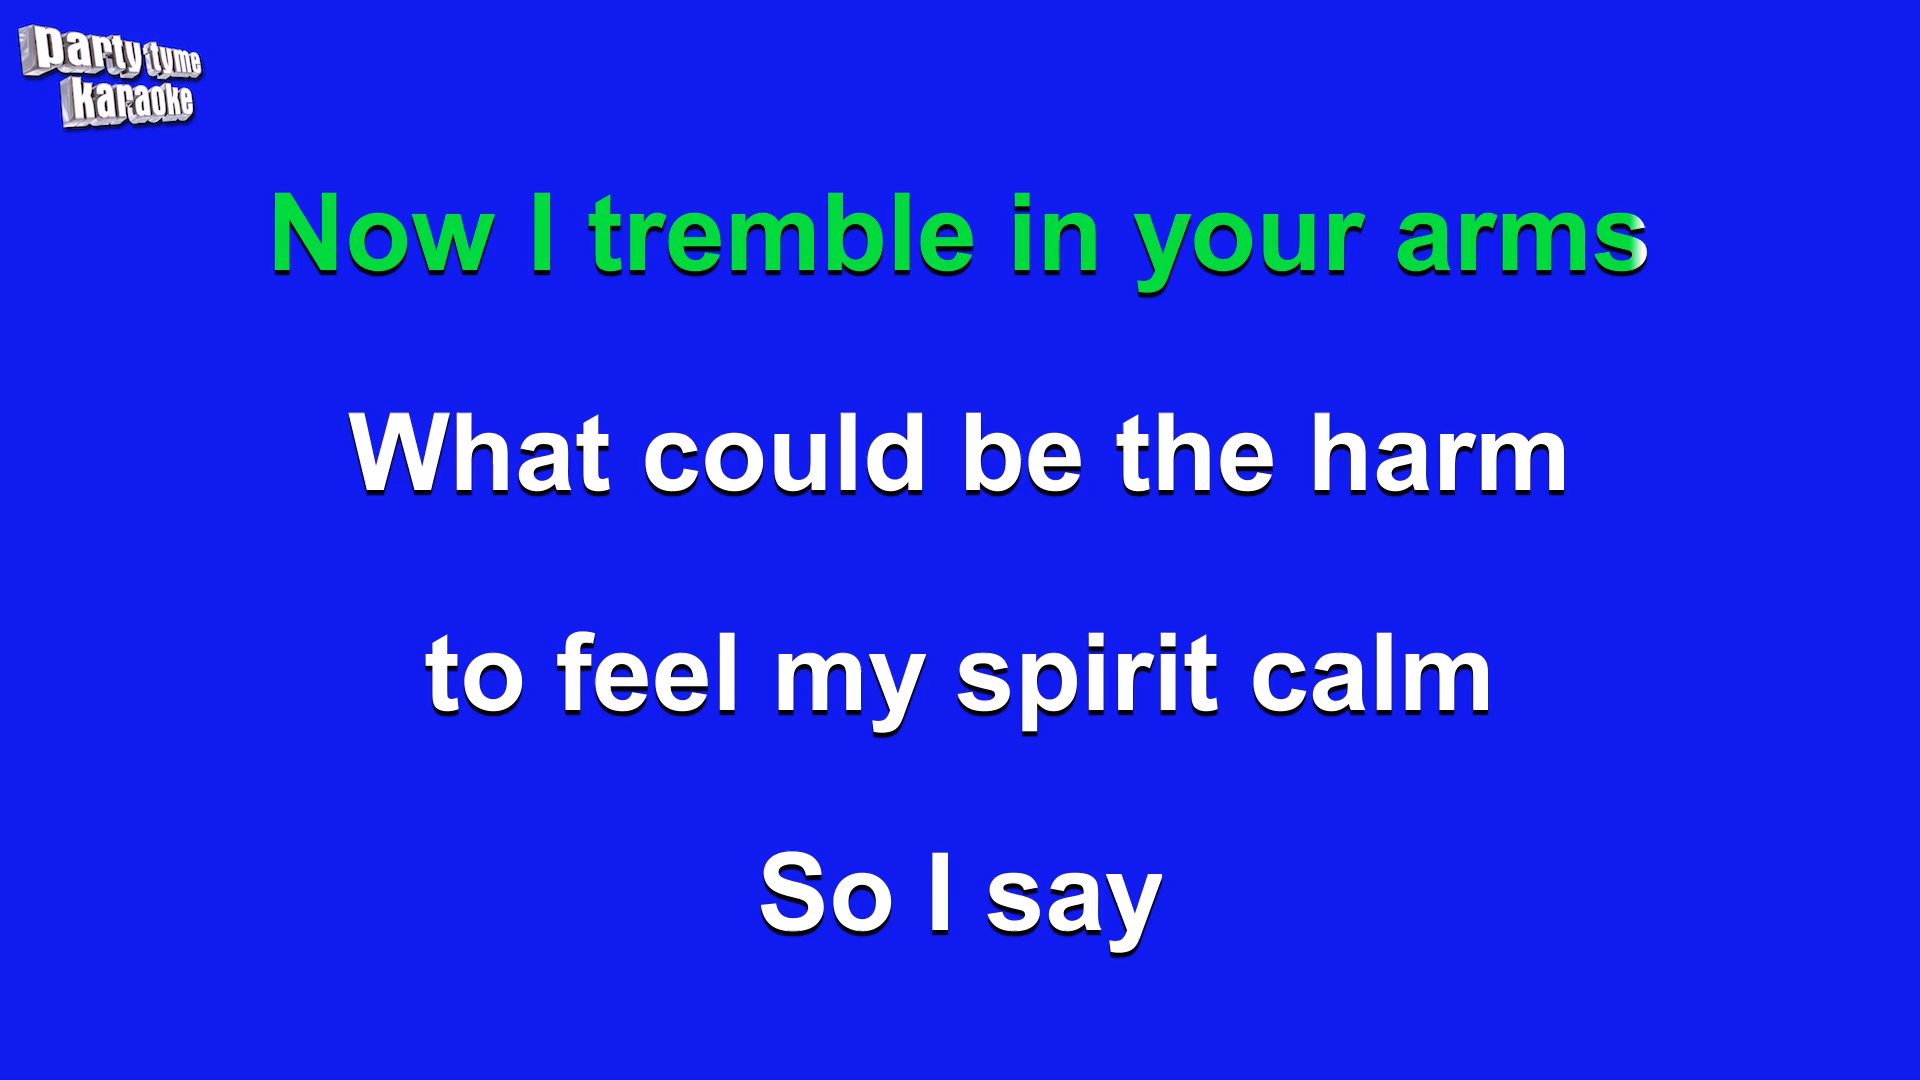 party tyme
karaoke
Now I tremble in your arms
What could be the harm
to feel my spirit calm
So I say